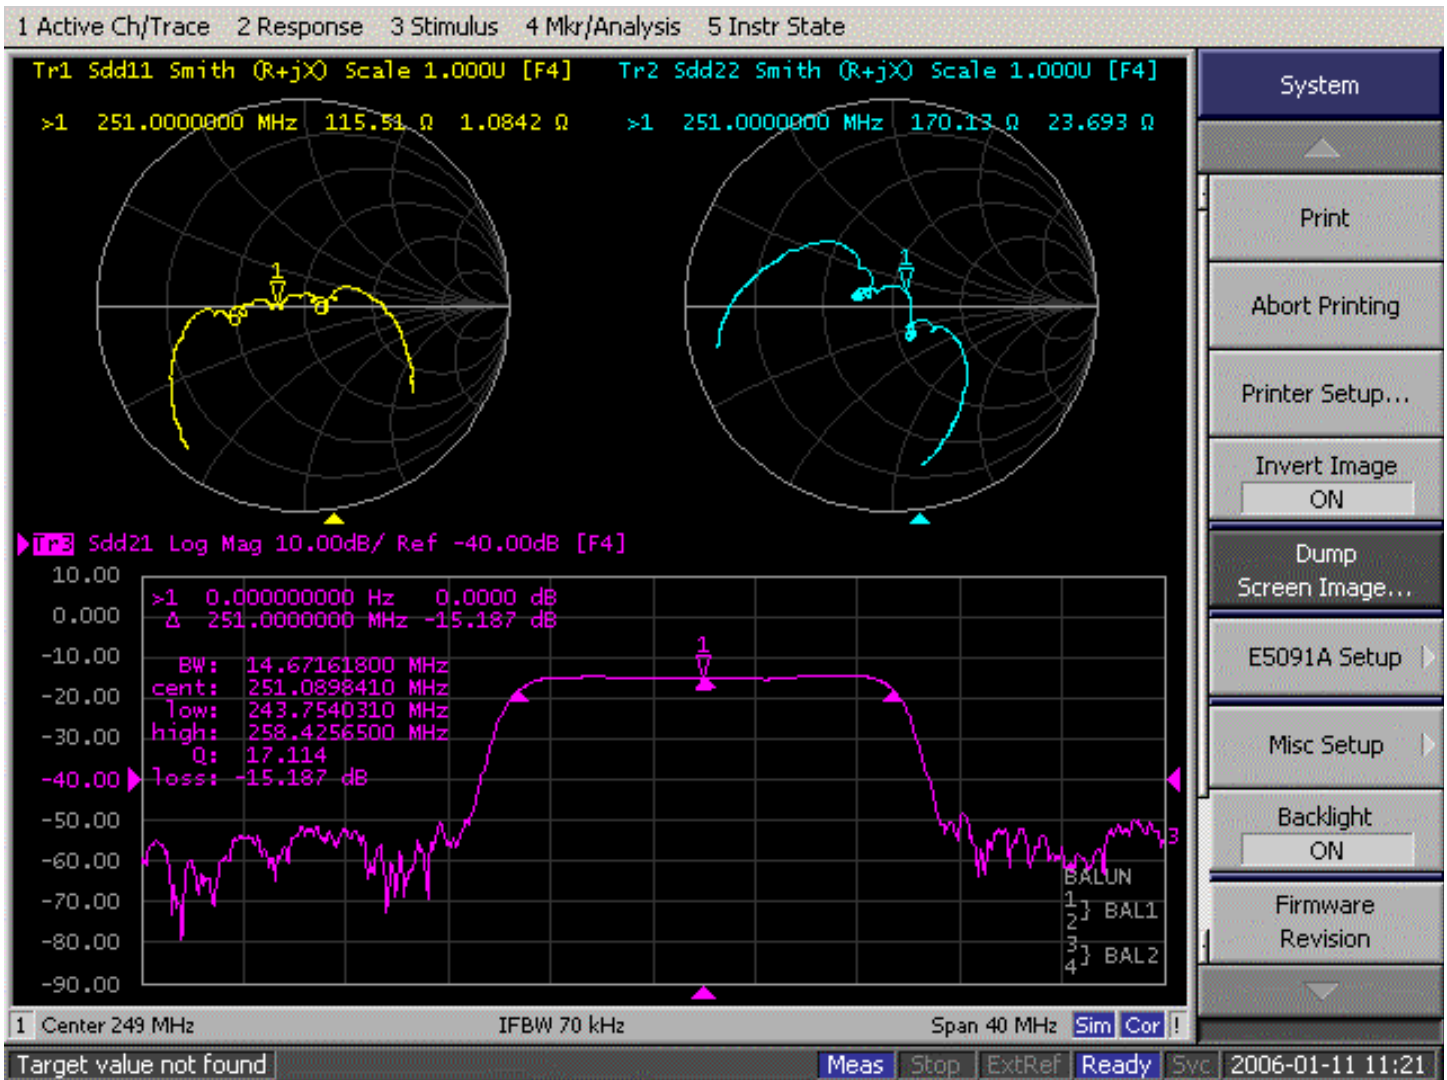 1 Active Ch/Trace 2 Response 3 Stimulus 4 Mkr/Analysis 5 Instr State
Tr1 Sdd11 Smith (R+jX) Scale 1.000U [F4]
>1 251.0000000 MHz 115.51 Ω 1.0842 Ω
Tr2 Sdd22 Smith (R+jX) Scale 1.000U [F4]
>1 251.0000000 MHz 170.13 Ω 23.693 Ω
1
1
Tr3 Sdd21 Log Mag 10.00dB/ Ref -40.00dB [F4]
10.00
0.000
-10.00
-20.00
-30.00
-40.00
-50.00
-60.00
-70.00
-80.00
-90.00
>1 0.000000000 Hz 0.0000 dB
Δ 251.0000000 MHz -15.187 dB
BW: 14.67161800 MHz
cent: 251.0898410 MHz
low: 243.7540310 MHz
high: 258.4256500 MHz
Q: 17.114
loss: -15.187 dB
1
3
BALUN
1
2} BAL1
3
4} BAL2
1 Center 249 MHz IFBW 70 kHz Span 40 MHz Sim Cor !
Target value not found Meas Stop ExtRef Ready Svc 2006-01-11 11:21
System
Print
Abort Printing
Printer Setup...
Invert Image
ON
Dump
Screen Image...
E5091A Setup
Misc Setup
Backlight
ON
Firmware
Revision